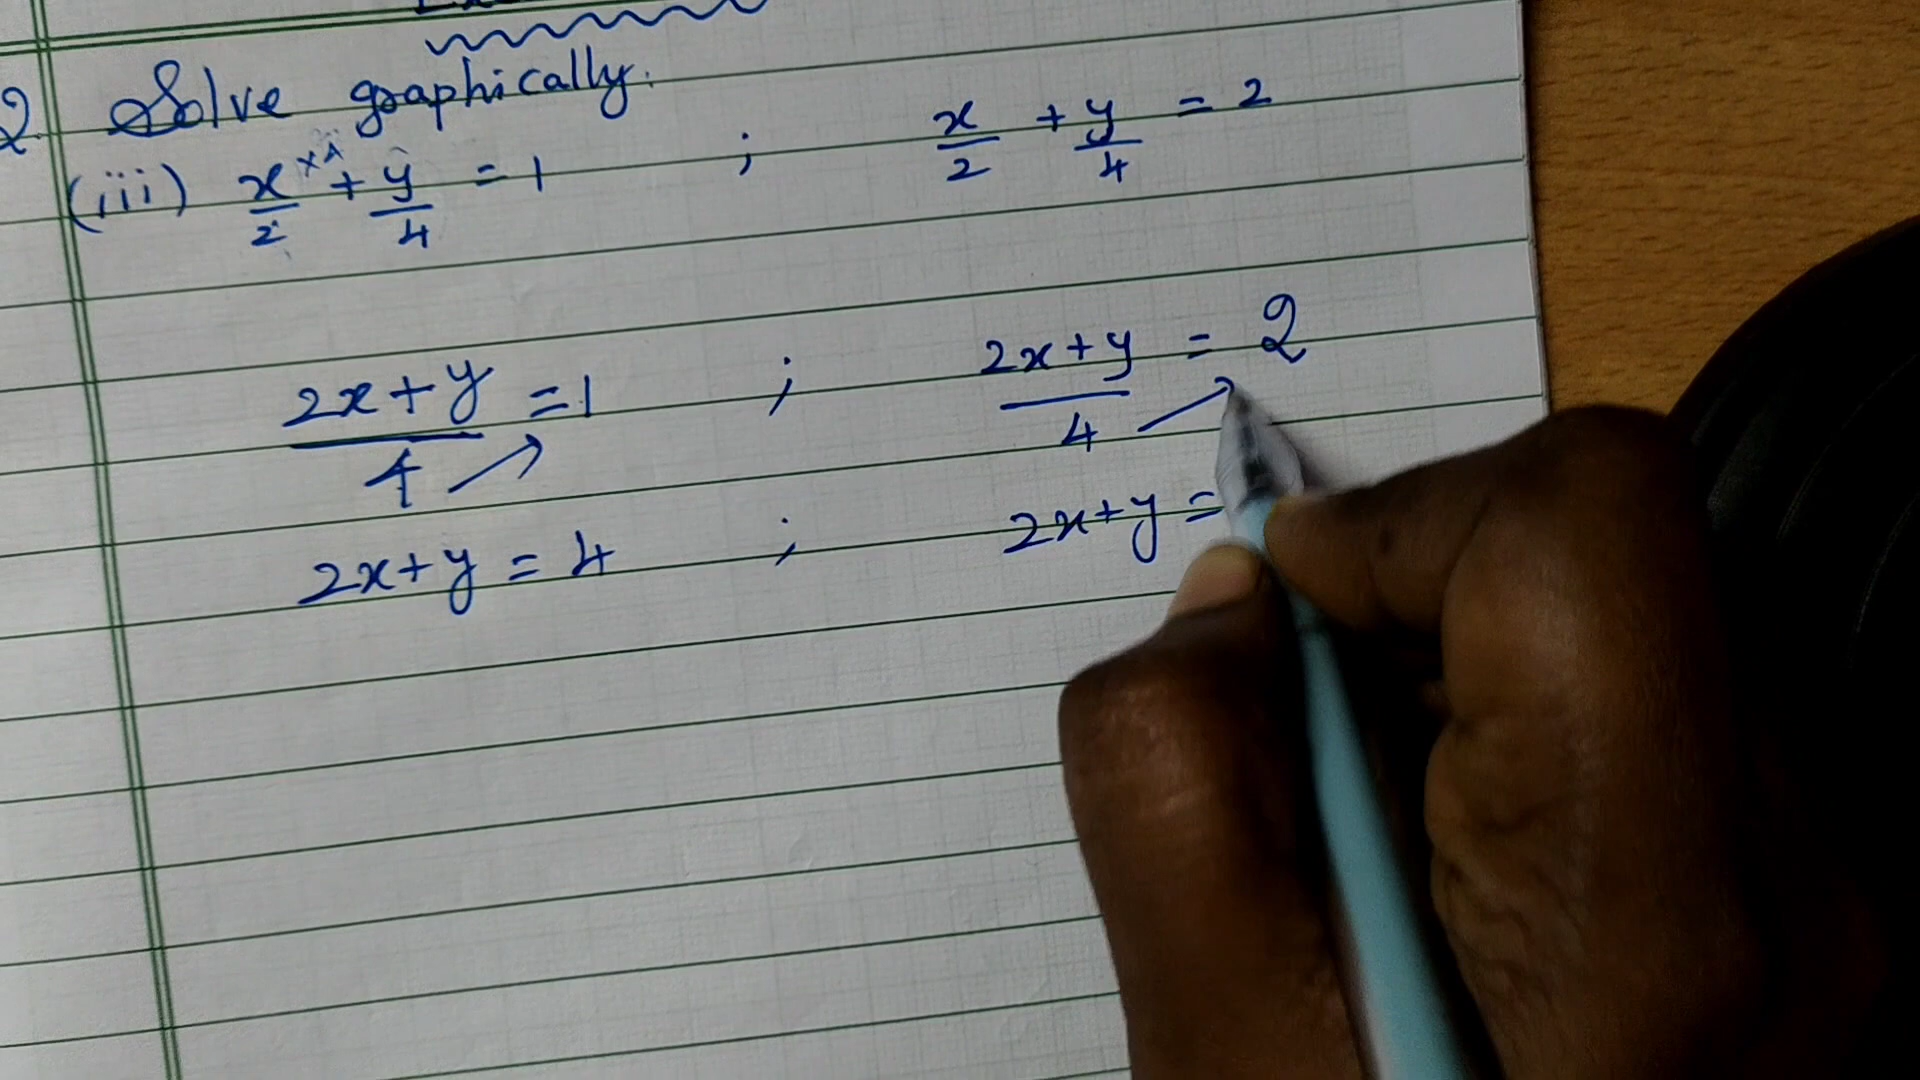 2. Solve graphically.
(iii) x/2 + y/4 = 1 ; x/2 + y/4 = 2
(2x+y)/4 = 1 ; (2x+y)/4 = 2
2x+y = 4 ; 2x+y =